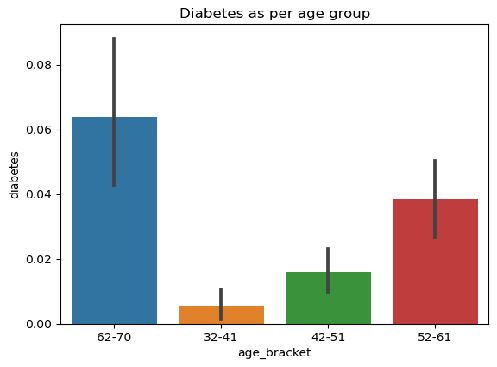 Diabetes as per age group
diabetes
0.08
0.06
0.04
0.02
0.00
62-70 32-41 42-51 52-61
age_bracket